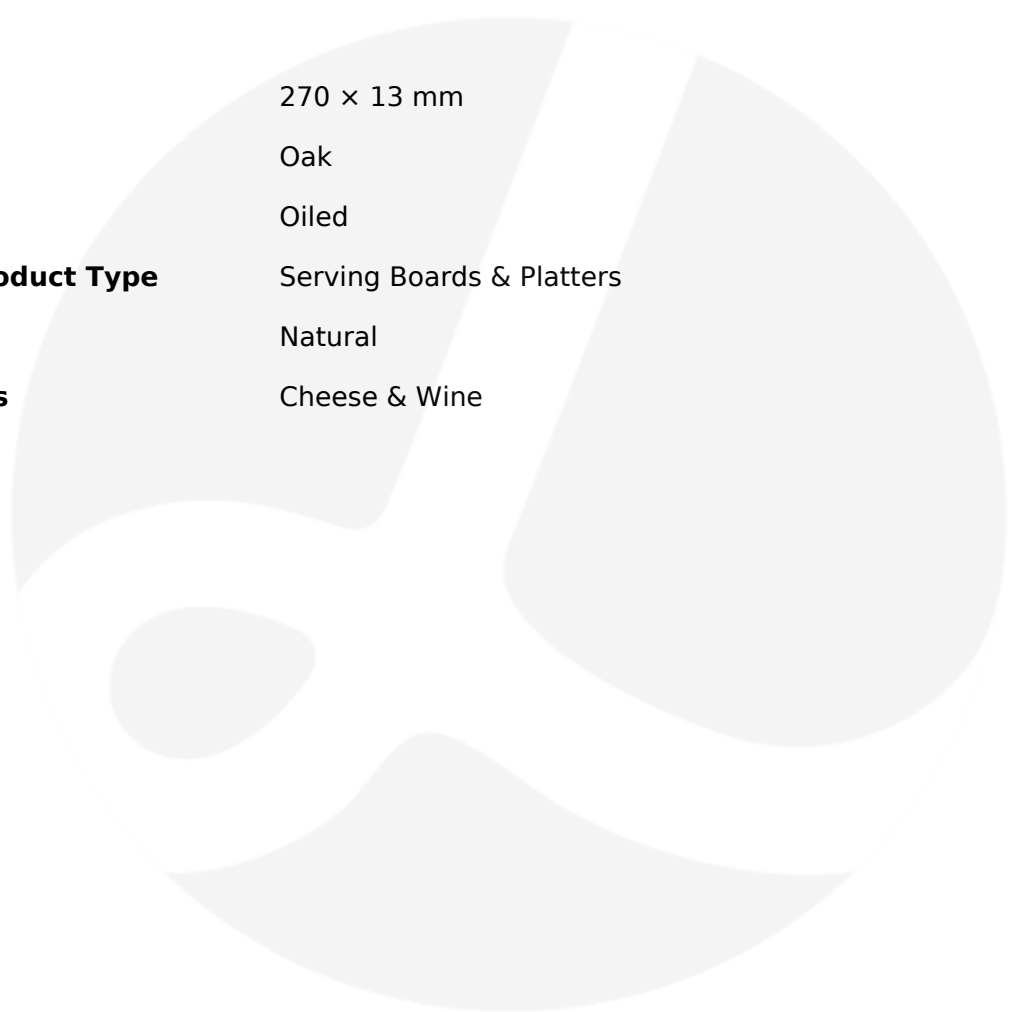 270 × 13 mm
Oak
Oiled
oduct Type Serving Boards & Platters
Natural
s Cheese & Wine